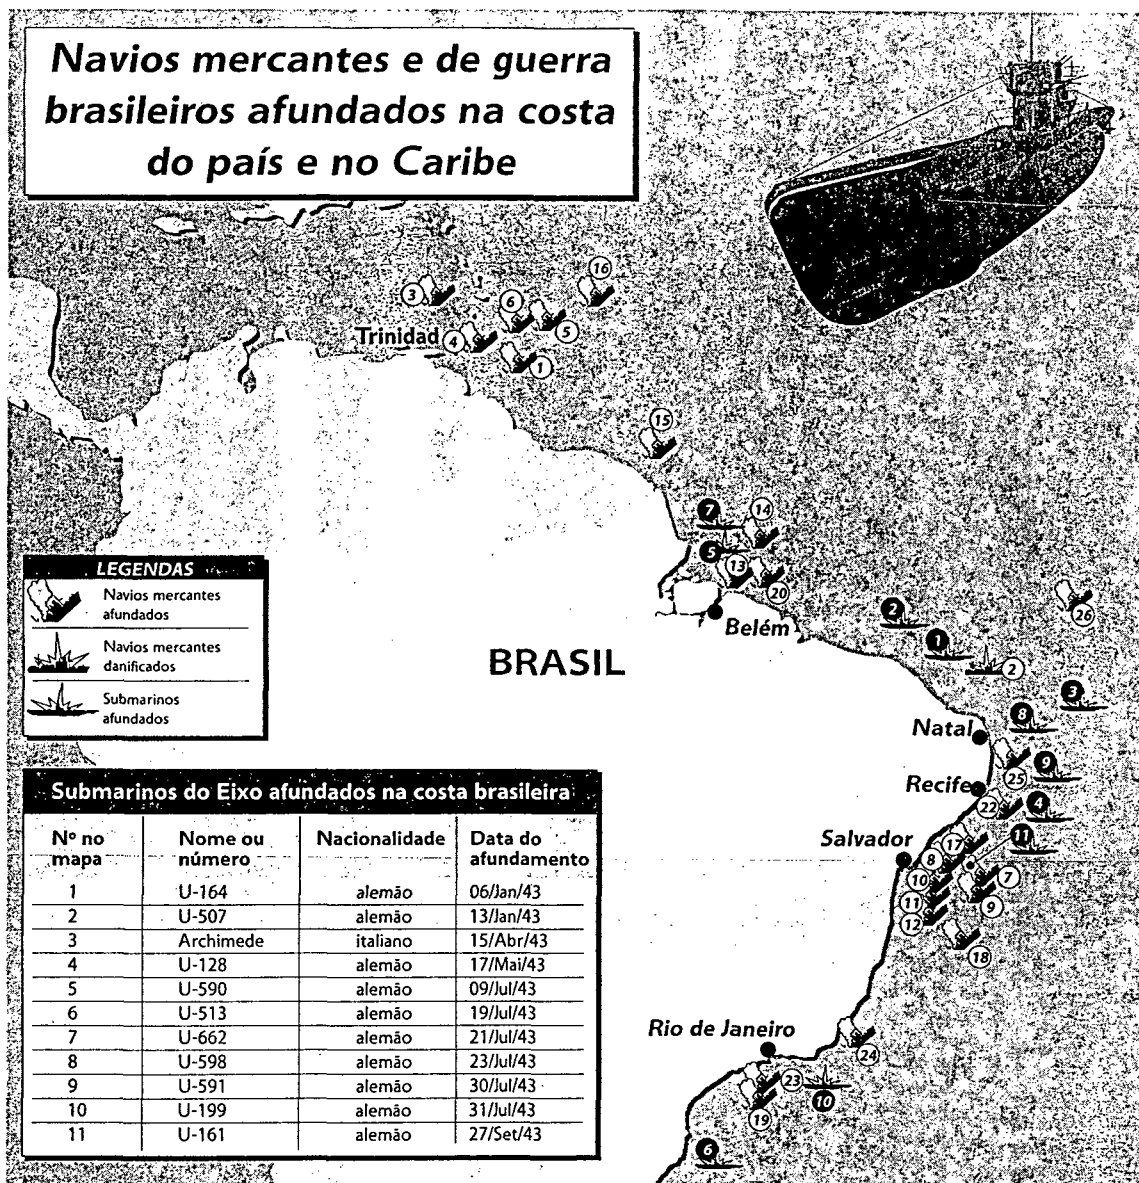 Navios mercantes e de guerra
brasileiros afundados na costa
do país e no Caribe
16
3
6
5
Trinidad
4
1
15
7
14
5
13
20
Belém
2
1
2
26
3
BRASIL
8
Natal
9
25
Recife
22
4
17
11
Salvador
8
10
7
11
9
12
18
Rio de Janeiro
24
23
10
19
6
LEGENDAS
Navios mercantes
afundados
Navios mercantes
danificados
Submarinos
afundados
Submarinos do Eixo afundados na costa brasileira
Nº no mapa | Nome ou número | Nacionalidade | Data do afundamento
1 U-164 alemão 06/Jan/43
2 U-507 alemão 13/Jan/43
3 Archimede italiano 15/Abr/43
4 U-128 alemão 17/Mai/43
5 U-590 alemão 09/Jul/43
6 U-513 alemão 19/Jul/43
7 U-662 alemão 21/Jul/43
8 U-598 alemão 23/Jul/43
9 U-591 alemão 30/Jul/43
10 U-199 alemão 31/Jul/43
11 U-161 alemão 27/Set/43